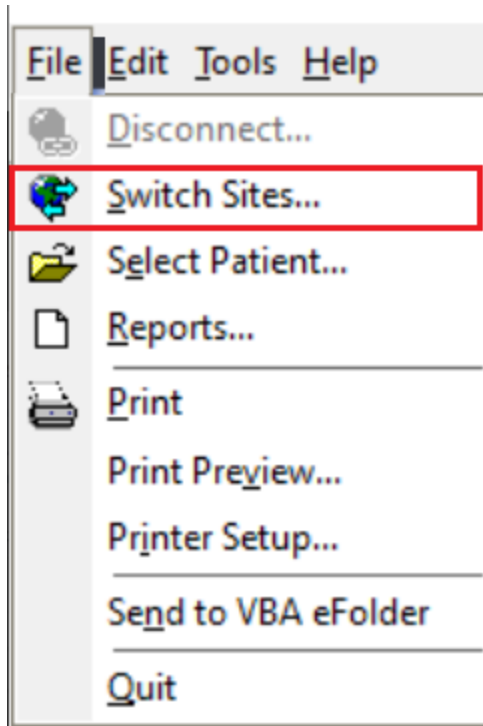 File Edit Tools Help
Disconnect...
Switch Sites...
Select Patient...
Reports...
Print
Print Preview...
Printer Setup...
Send to VBA eFolder
Quit